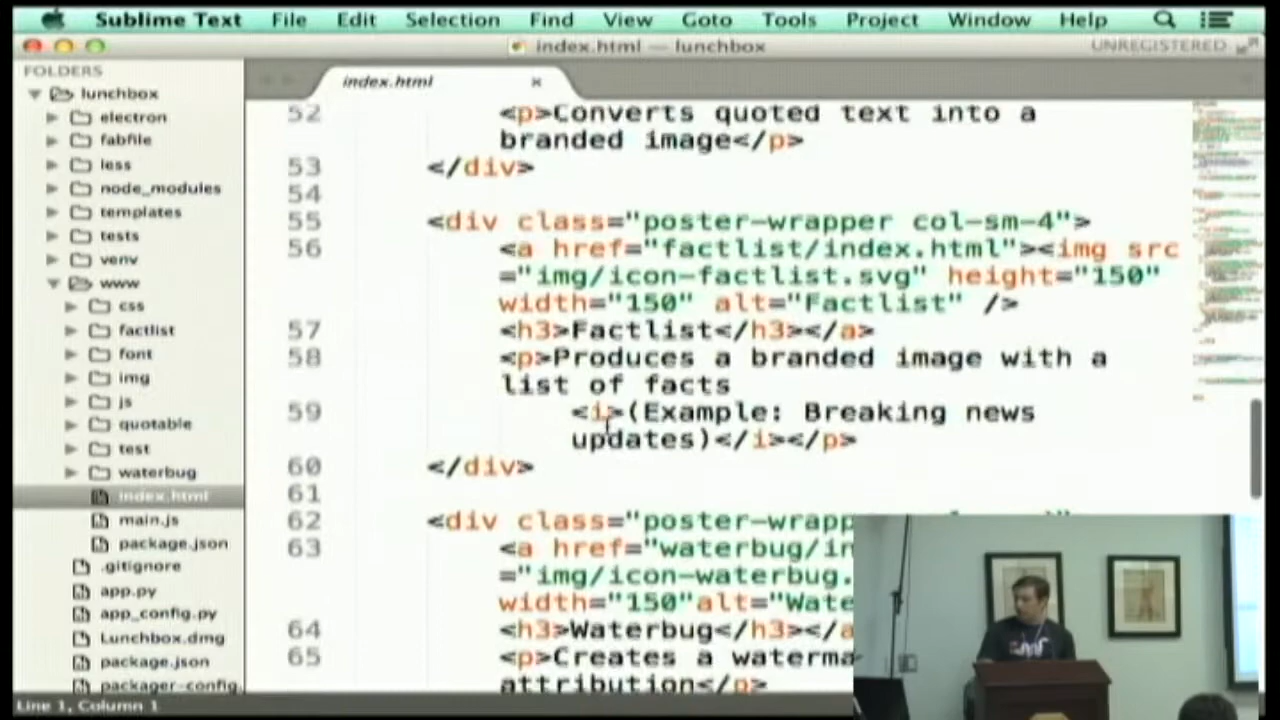 Sublime Text File Edit Selection Find View Goto Tools Project Window Help
index.html — lunchbox
UNREGISTERED
FOLDERS
lunchbox
electron
fabfile
less
node_modules
templates
tests
venv
www
css
factlist
font
img
js
quotable
test
waterbug
index.html
main.js
package.json
.gitignore
app.py
app_config.py
Lunchbox.dmg
package.json
packager-config.
index.html
52 <p>Converts quoted text into a
branded image</p>
53 </div>
54
55 <div class="poster-wrapper col-sm-4">
56 <a href="factlist/index.html"><img src
="img/icon-factlist.svg" height="150"
width="150" alt="Factlist" />
57 <h3>Factlist</h3></a>
58 <p>Produces a branded image with a
list of facts
59 <i>(Example: Breaking news
updates)</i></p>
60 </div>
61
62 <div class="poster-wrapp
63 <a href="waterbug/in
="img/icon-waterbug.
width="150"alt="Wate
64 <h3>Waterbug</h3></a
65 <p>Creates a waterma
attribution</p>
Line 1, Column 1